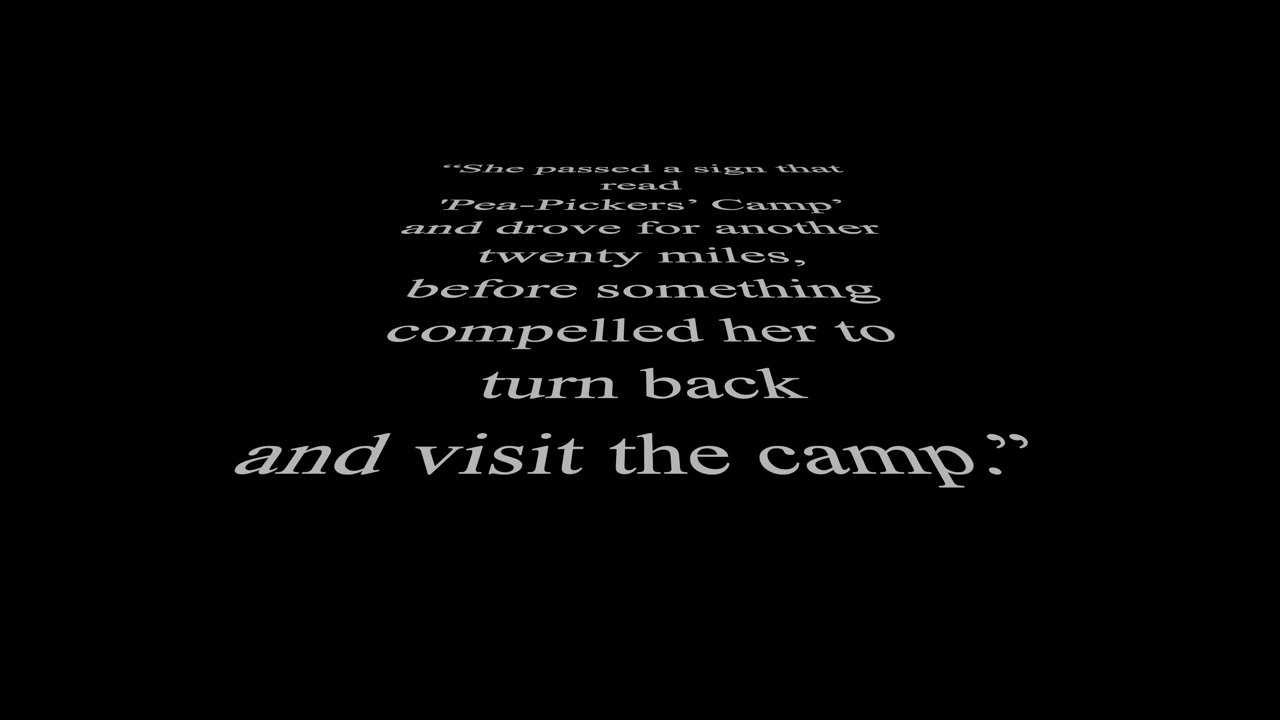 “She passed a sign that
read
'Pea-Pickers’ Camp’
and drove for another
twenty miles,
before something
compelled her to
turn back
and visit the camp.”